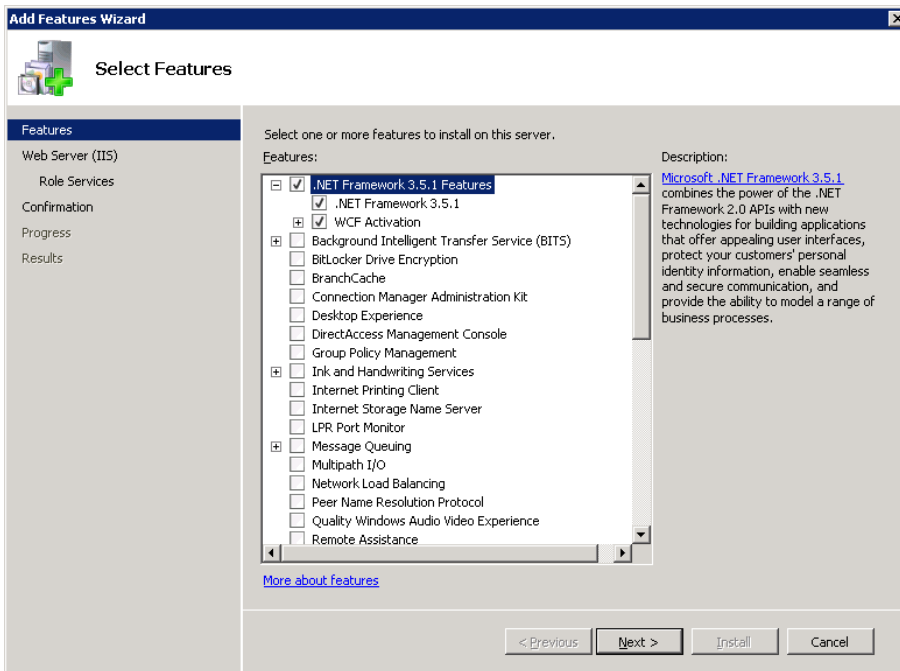 Add Features Wizard
Select Features
Features
Web Server (IIS)
Role Services
Confirmation
Progress
Results
Select one or more features to install on this server.
Features:
.NET Framework 3.5.1 Features
.NET Framework 3.5.1
WCF Activation
Background Intelligent Transfer Service (BITS)
BitLocker Drive Encryption
BranchCache
Connection Manager Administration Kit
Desktop Experience
DirectAccess Management Console
Group Policy Management
Ink and Handwriting Services
Internet Printing Client
Internet Storage Name Server
LPR Port Monitor
Message Queuing
Multipath I/O
Network Load Balancing
Peer Name Resolution Protocol
Quality Windows Audio Video Experience
Remote Assistance
More about features
Description:
Microsoft .NET Framework 3.5.1
combines the power of the .NET
Framework 2.0 APIs with new
technologies for building applications
that offer appealing user interfaces,
protect your customers' personal
identity information, enable seamless
and secure communication, and
provide the ability to model a range of
business processes.
< Previous
Next >
Install
Cancel